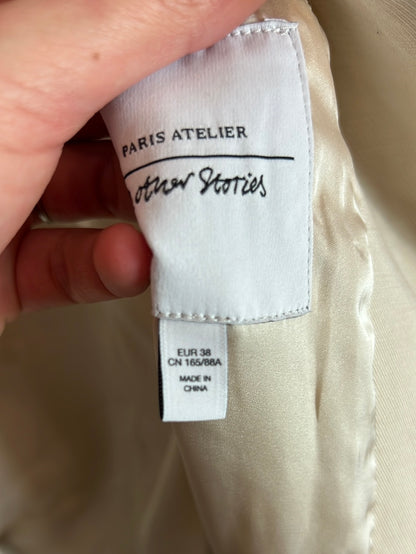 PARIS ATELIER
other Stories
EUR 38
CN 165/88A
MADE IN
CHINA